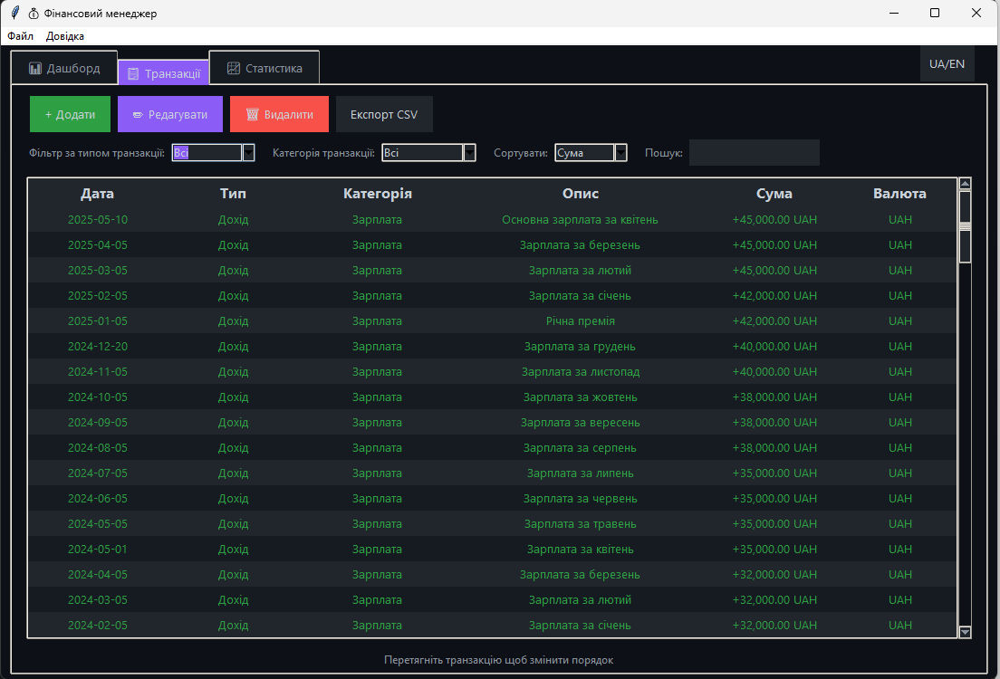 Фінансовий менеджер
Файл Довідка
Дашборд Транзакції Статистика UA/EN
+ Додати Редагувати Видалити Експорт CSV
Фільтр за типом транзакції: Всі Категорія транзакції: Всі Сортувати: Сума Пошук:
Дата Тип Категорія Опис Сума Валюта
2025-05-10 Дохід Зарплата Основна зарплата за квітень +45,000.00 UAH UAH
2025-04-05 Дохід Зарплата Зарплата за березень +45,000.00 UAH UAH
2025-03-05 Дохід Зарплата Зарплата за лютий +45,000.00 UAH UAH
2025-02-05 Дохід Зарплата Зарплата за січень +42,000.00 UAH UAH
2025-01-05 Дохід Зарплата Річна премія +42,000.00 UAH UAH
2024-12-20 Дохід Зарплата Зарплата за грудень +40,000.00 UAH UAH
2024-11-05 Дохід Зарплата Зарплата за листопад +40,000.00 UAH UAH
2024-10-05 Дохід Зарплата Зарплата за жовтень +38,000.00 UAH UAH
2024-09-05 Дохід Зарплата Зарплата за вересень +38,000.00 UAH UAH
2024-08-05 Дохід Зарплата Зарплата за серпень +38,000.00 UAH UAH
2024-07-05 Дохід Зарплата Зарплата за липень +35,000.00 UAH UAH
2024-06-05 Дохід Зарплата Зарплата за червень +35,000.00 UAH UAH
2024-05-05 Дохід Зарплата Зарплата за травень +35,000.00 UAH UAH
2024-05-01 Дохід Зарплата Зарплата за квітень +35,000.00 UAH UAH
2024-04-05 Дохід Зарплата Зарплата за березень +32,000.00 UAH UAH
2024-03-05 Дохід Зарплата Зарплата за лютий +32,000.00 UAH UAH
2024-02-05 Дохід Зарплата Зарплата за січень +32,000.00 UAH UAH
Перетягніть транзакцію щоб змінити порядок